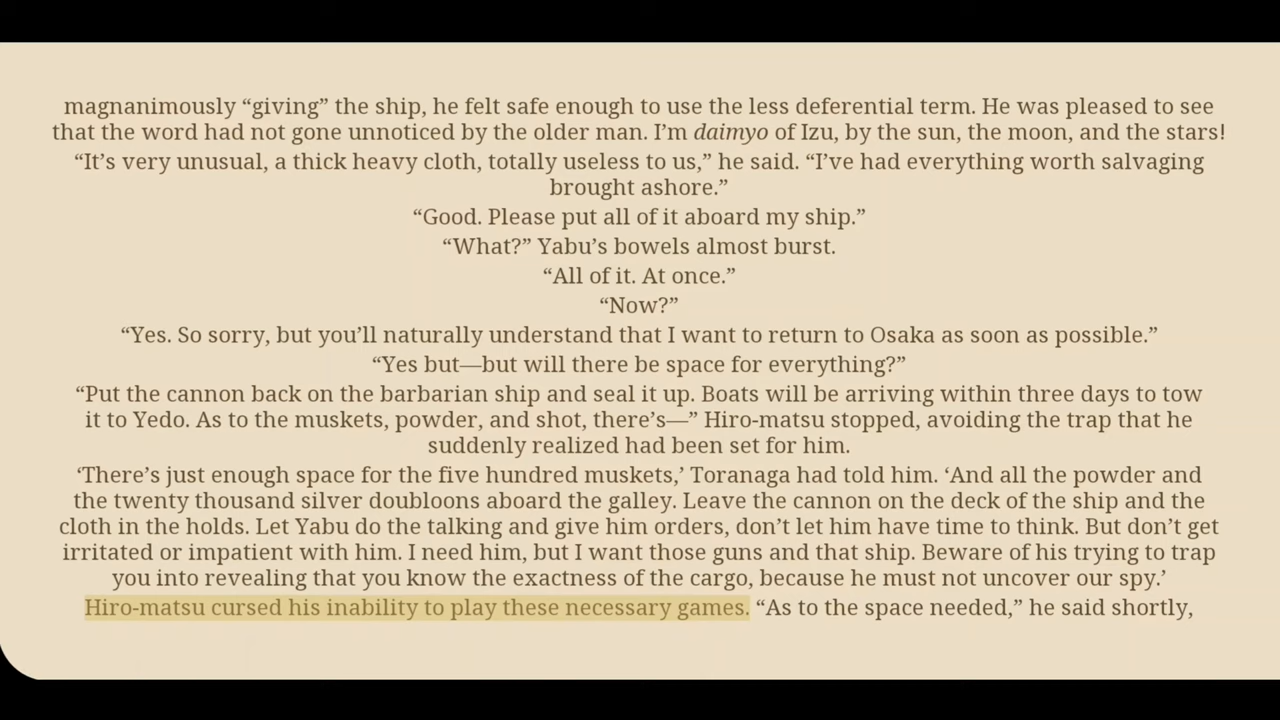 magnanimously “giving” the ship, he felt safe enough to use the less deferential term. He was pleased to see
that the word had not gone unnoticed by the older man. I’m daimyo of Izu, by the sun, the moon, and the stars!
“It’s very unusual, a thick heavy cloth, totally useless to us,” he said. “I’ve had everything worth salvaging
brought ashore.”
“Good. Please put all of it aboard my ship.”
“What?” Yabu’s bowels almost burst.
“All of it. At once.”
“Now?”
“Yes. So sorry, but you’ll naturally understand that I want to return to Osaka as soon as possible.”
“Yes but—but will there be space for everything?”
“Put the cannon back on the barbarian ship and seal it up. Boats will be arriving within three days to tow
it to Yedo. As to the muskets, powder, and shot, there’s—” Hiro-matsu stopped, avoiding the trap that he
suddenly realized had been set for him.
‘There’s just enough space for the five hundred muskets,’ Toranaga had told him. ‘And all the powder and
the twenty thousand silver doubloons aboard the galley. Leave the cannon on the deck of the ship and the
cloth in the holds. Let Yabu do the talking and give him orders, don’t let him have time to think. But don’t get
irritated or impatient with him. I need him, but I want those guns and that ship. Beware of his trying to trap
you into revealing that you know the exactness of the cargo, because he must not uncover our spy.’
Hiro-matsu cursed his inability to play these necessary games. “As to the space needed,” he said shortly,